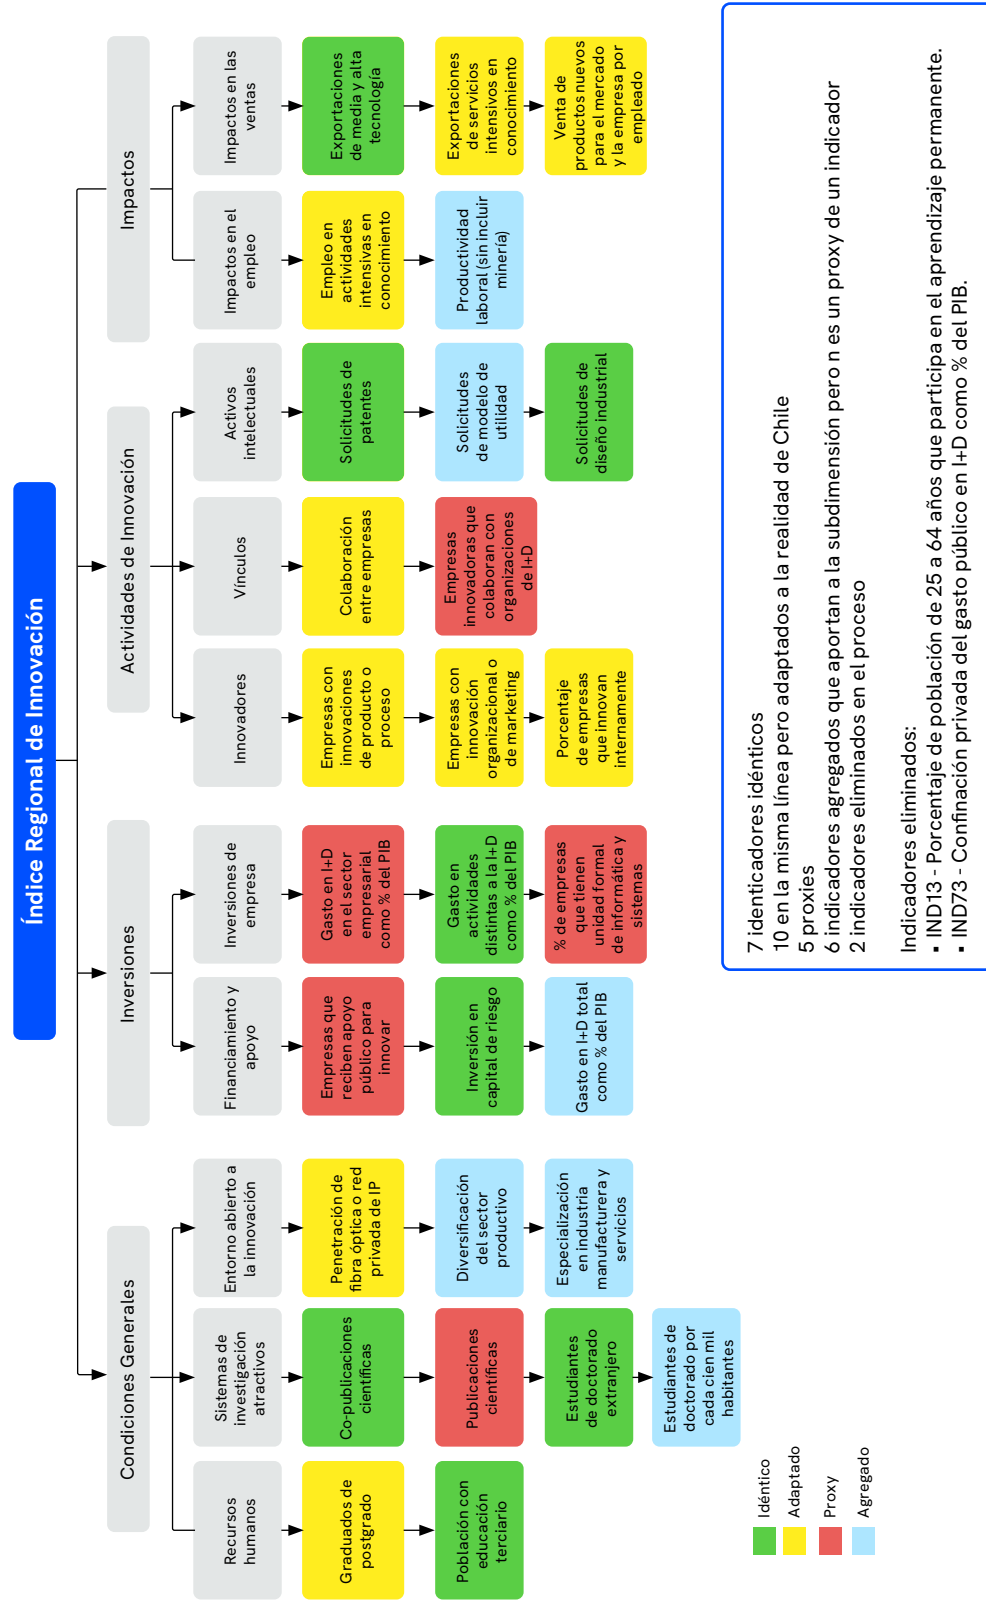 Índice Regional de Innovación
Condiciones Generales
Inversiones
Actividades de Innovación
Impactos
Recursos
humanos
Sistemas de
investigación
atractivos
Entorno abierto a
la innovación
Financiamiento y
apoyo
Inversiones de
empresa
Innovadores
Vínculos
Activos
intelectuales
Impactos en el
empleo
Impactos en las
ventas
Graduados de
postgrado
Co-publicaciones
científicas
Penetración de
fibra óptica o red
privada de IP
Empresas que
reciben apoyo
público para
innovar
Gasto en I+D
en el sector
empresarial
como % del PIB
Empresas con
innovaciones
de producto o
proceso
Colaboración
entre empresas
Solicitudes de
patentes
Empleo en
actividades
intensivas en
conocimiento
Exportaciones
de media y alta
tecnología
Población con
educación
terciario
Publicaciones
científicas
Diversificación
del sector
productivo
Inversión en
capital de riesgo
Gasto en
actividades
distintas a la I+D
como % del PIB
Empresas con
innovación
organizacional o
de marketing
Empresas
innovadoras que
colaboran con
organizaciones
de I+D
Solicitudes
de modelo de
utilidad
Productividad
laboral (sin incluir
minería)
Exportaciones
de servicios
intensivos en
conocimiento
Estudiantes
de doctorado
extranjero
Especialización
en industria
manufacturera y
servicios
Gasto en I+D total
como % del PIB
% de empresas
que tienen
unidad formal
de informática y
sistemas
Porcentaje
de empresas
que innovan
internamente
Solicitudes de
diseño industrial
Venta de
productos nuevos
para el mercado
y la empresa por
empleado
Estudiantes de
doctorado por
cada cien mil
habitantes
Idéntico
Adaptado
Proxy
Agregado
7 identicadores idénticos
10 en la misma línea pero adaptados a la realidad de Chile
5 proxies
6 indicadores agregados que aportan a la subdimensión pero n es un proxy de un indicador
2 indicadores eliminados en el proceso
Indicadores eliminados:
▪ IND13 - Porcentaje de población de 25 a 64 años que participa en el aprendizaje permanente.
▪ IND73 - Confinación privada del gasto público en I+D como % del PIB.